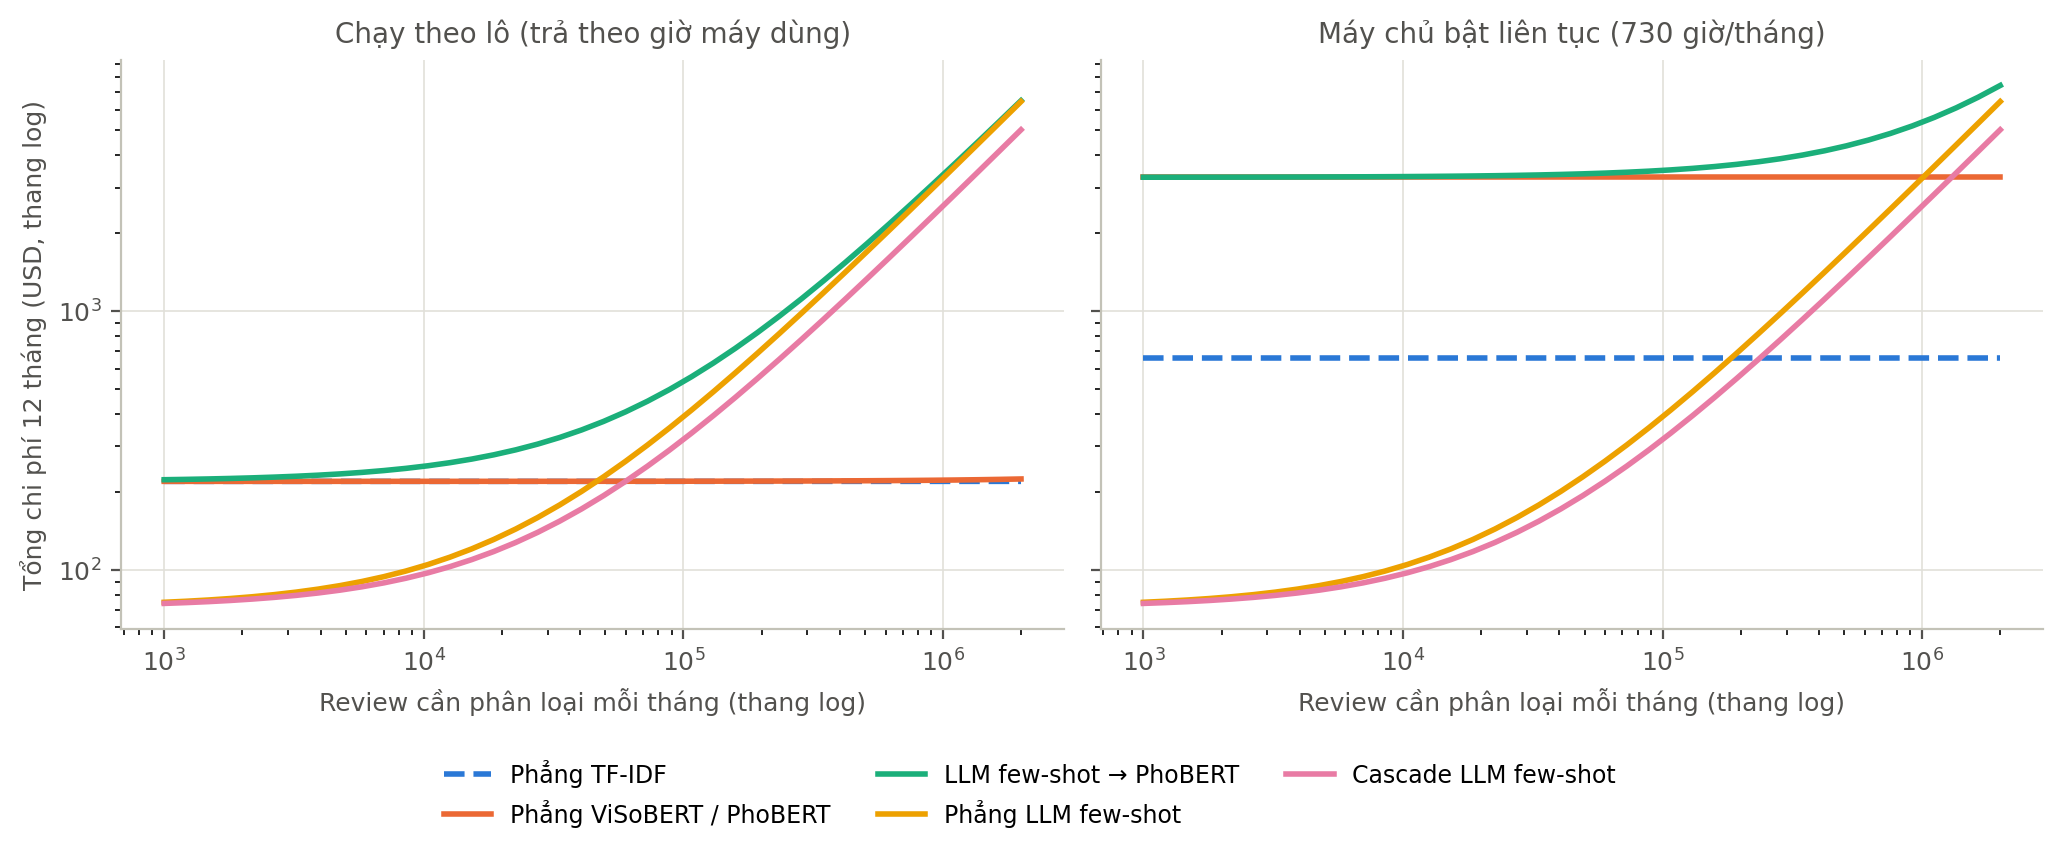 Chạy theo lô (trả theo giờ máy dùng)
Máy chủ bật liên tục (730 giờ/tháng)
Tổng chi phí 12 tháng (USD, thang log)
10³
10²
10³
10⁴
10⁵
10⁶
10³
10⁴
10⁵
10⁶
Review cần phân loại mỗi tháng (thang log)
Review cần phân loại mỗi tháng (thang log)
Phẳng TF-IDF
Phẳng ViSoBERT / PhoBERT
LLM few-shot → PhoBERT
Phẳng LLM few-shot
Cascade LLM few-shot